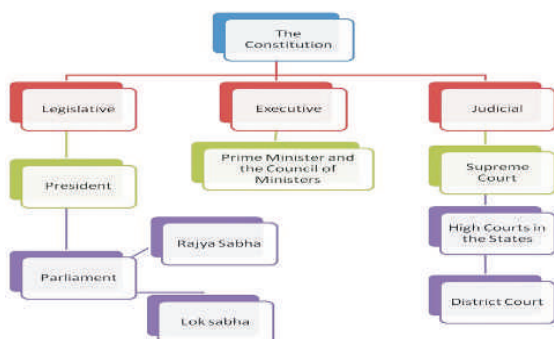 The
Constitution
Legislative
Executive
Judicial
President
Prime Minister and
the Council of
Ministers
Supreme
Court
Rajya Sabha
High Courts in
the States
Parliament
Lok sabha
District Court